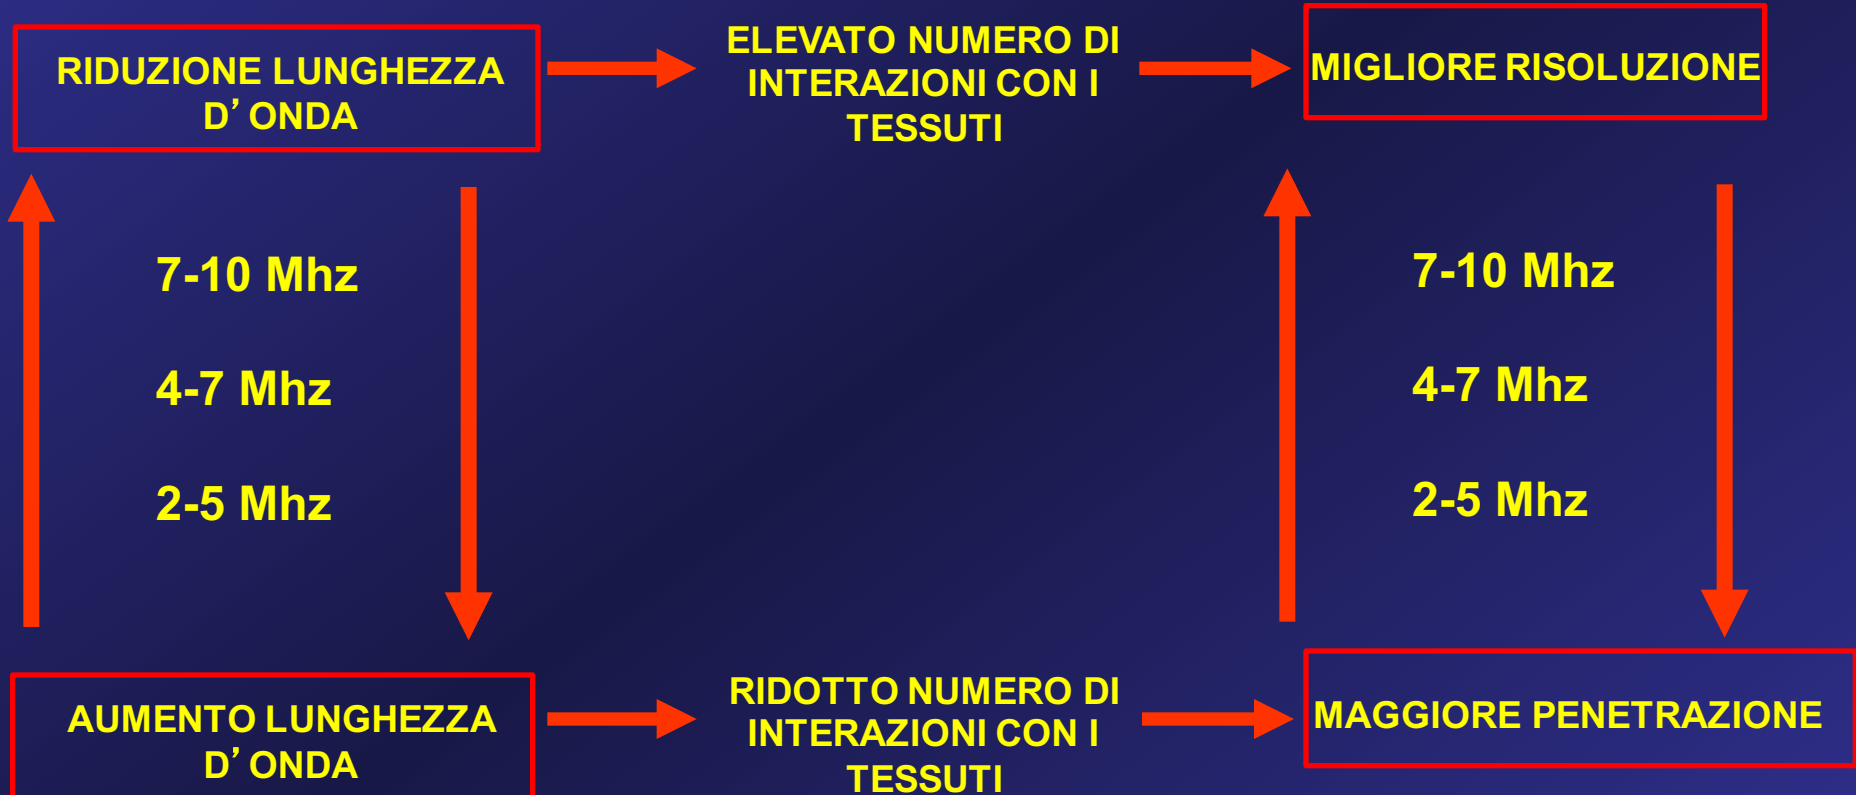 RIDUZIONE LUNGHEZZA
D’ ONDA
ELEVATO NUMERO DI
INTERAZIONI CON I
TESSUTI
MIGLIORE RISOLUZIONE
7-10 Mhz
4-7 Mhz
2-5 Mhz
7-10 Mhz
4-7 Mhz
2-5 Mhz
AUMENTO LUNGHEZZA
D’ ONDA
RIDOTTO NUMERO DI
INTERAZIONI CON I
TESSUTI
MAGGIORE PENETRAZIONE